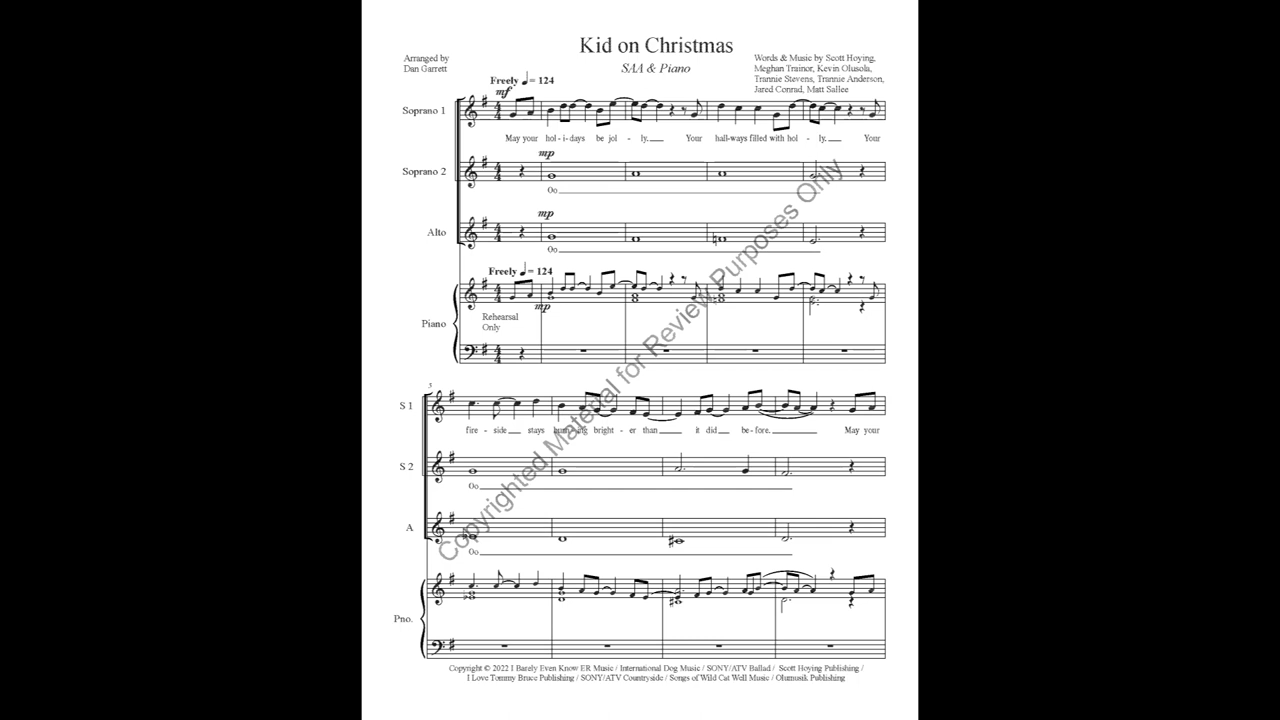 Kid on Christmas
SAA & Piano
Arranged by
Dan Garrett
Words & Music by Scott Hoying,
Meghan Trainor, Kevin Olusola,
Trannie Stevens, Trannie Anderson,
Jared Conrad, Matt Sallee
Freely ♩ = 124
mf
Soprano 1
May your hol - i - days be jol - ly. Your hall-ways filled with hol - ly. Your
mp
Soprano 2
Oo
mp
Alto
Oo
Freely ♩ = 124
mp
Rehearsal
Only
Piano
5
S 1
fire - side stays burn-ing bright - er than it did be - fore. May your
S 2
Oo
A
Oo
Pno.
Copyrighted Material for Review Purposes Only
Copyright © 2022 I Barely Even Know ER Music / International Dog Music / SONY/ATV Ballad / Scott Hoying Publishing /
I Love Tommy Bruce Publishing / SONY/ATV Countryside / Songs of Wild Cat Well Music / Olumusik Publishing